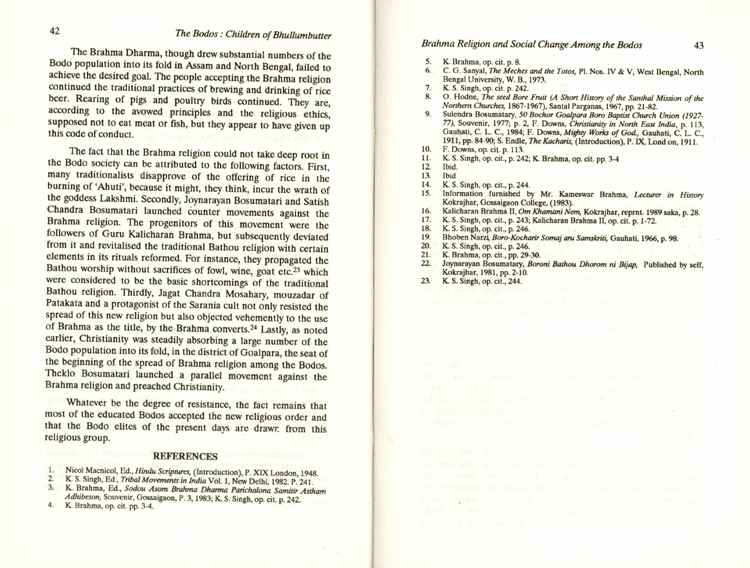 42
The Bodos : Children of Bhullumbutter
The Brahma Dharma, though drew substantial numbers of the
Bodo population into its fold in Assam and North Bengal, failed to
achieve the desired goal. The people accepting the Brahma religion
continued the traditional practices of brewing and drinking of rice
beer. Rearing of pigs and poultry birds continued. They are,
according to the avowed principles and the religious ethics,
supposed not to eat meat or fish, but they appear to have given up
this code of conduct.
The fact that the Brahma religion could not take deep root in
the Bodo society can be attributed to the following factors. First,
many traditionalists disapprove of the offering of rice in the
burning of 'Ahuti', because it might, they think, incur the wrath of
the goddess Lakshmi. Secondly, Joynarayan Bosumatari and Satish
Chandra Bosumatari launched counter movements against the
Brahma religion. The progenitors of this movement were the
followers of Guru Kalicharan Brahma, but subsequently deviated
from it and revitalised the traditional Bathou religion with certain
elements in its rituals reformed. For instance, they propagated the
Bathou worship without sacrifices of fowl, wine, goat etc.23 which
were considered to be the basic shortcomings of the traditional
Bathou religion. Thirdly, Jagat Chandra Mosahary, mouzadar of
Patakata and a protagonist of the Sarania cult not only resisted the
spread of this new religion but also objected vehemently to the use
of Brahma as the title, by the Brahma converts.24 Lastly, as noted
earlier, Christianity was steadily absorbing a large number of the
Bodo population into its fold, in the district of Goalpara, the seat of
the beginning of the spread of Brahma religion among the Bodos.
Theklo Bosumatari launched a parallel movement against the
Brahma religion and preached Christianity.
Whatever be the degree of resistance, the fact remains that
most of the educated Bodos accepted the new religious order and
that the Bodo elites of the present days are drawn from this
religious group.
REFERENCES
1. Nicol Macnicol, Ed., Hindu Scriptures, (Introduction), P. XIX London, 1948.
2. K. S. Singh, Ed., Tribal Movements in India Vol. 1, New Delhi, 1982. P. 241.
3. K. Brahma, Ed., Sodou Asom Brahma Dharma Parichalona Samitir Astham
Adhibeson, Souvenir, Gossaigaon, P. 3, 1983; K. S. Singh, op. cit. p. 242.
4. K. Brahma, op. cit. pp. 3-4.
Brahma Religion and Social Change Among the Bodos
43
5. K. Brahma, op. cit. p. 8.
6. C. G. Sanyal, The Meches and the Totos, Pl. Nos. IV & V, West Bengal, North
Bengal University, W. B., 1973.
7. K. S. Singh, op. cit. p. 242.
8. O. Hodne, The seed Bore Fruit (A Short History of the Santhal Mission of the
Northern Churches, 1867-1967), Santal Parganas, 1967, pp. 21-82.
9. Sulendra Bosumatary, 50 Bochor Goalpara Boro Baptist Church Union (1927-
77), Souvenir, 1977; p. 2, F. Downs, Christianity in North East India, p. 113,
Gauhati, C. L. C., 1984; F. Downs, Mighty Works of God., Gauhati, C. L. C.,
1911, pp. 84-90; S. Endle, The Kacharis, (Introduction), P. IX, Lond on, 1911.
10. F. Downs, op. cit. p. 113.
11. K. S. Singh, op. cit., p. 242; K. Brahma, op. cit. pp. 3-4
12. Ibid.
13. Ibid
14. K. S. Singh, op. cit., p. 244.
15. Information furnished by Mr. Kameswar Brahma, Lecturer in History
Kokrajhar, Gossaigaon College, (1983).
16. Kalicharan Brahma II, Om Khamani Nem, Kokrajhar, reprnt. 1989 saka, p. 28.
17. K. S. Singh, op. cit., p. 243; Kalicharan Brahma II, op. cit. p. 1-72.
18. K. S. Singh, op. cit., p. 246.
19. Bhoben Narzi, Boro-Kocharir Somaj aru Samskriti, Gauhati, 1966, p. 98.
20. K. S. Singh, op. cit., p. 246.
21. K. Brahma, op. cit., pp. 29-30.
22. Joynarayan Bosumatary, Boroni Bathou Dhorom ni Bijap, Published by self,
Kokrajhar, 1981, pp. 2-10.
23. K. S. Singh, op. cit., 244.